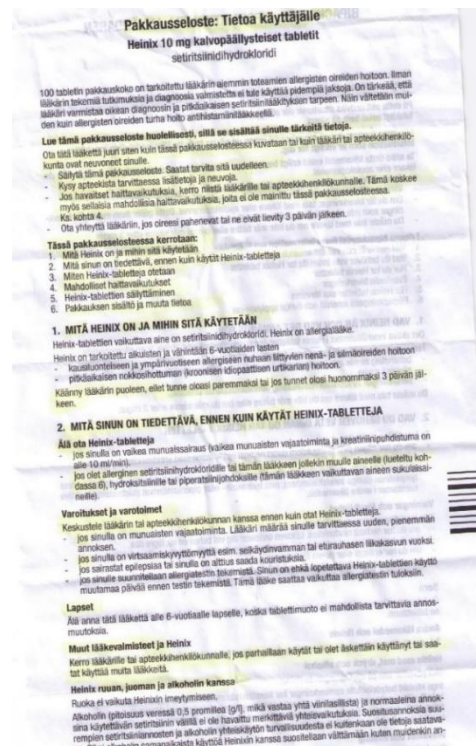 Pakkausseloste: Tietoa käyttäjälle
Heinix 10 mg kalvopäällysteiset tabletit
setiritsiinidihydrokloridi
100 tabletin pakkauskoko on tarkoitettu lääkärin aiemmin toteamien allergisten oireiden hoitoon. Ilman
lääkärin tekemiä tutkimuksia ja diagnoosia valmistetta ei tule käyttää pidempiä jaksoja. On tärkeää, että
lääkäri varmistaa oikean diagnoosin ja pitkäaikaisen setiritsiinilääkityksen tarpeen. Näin vältetään mui-
den kuin allergisten oireiden turha hoito antihistamiinilääkkeellä.
Lue tämä pakkausseloste huolellisesti, sillä se sisältää sinulle tärkeitä tietoja.
Ota tätä lääkettä juuri siten kuin tässä pakkausselosteessa kuvataan tai kuin lääkäri tai apteekkihenkilö-
kunta ovat neuvoneet sinulle.
- Säilytä tämä pakkausseloste. Saatat tarvita sitä uudelleen.
- Kysy apteekista tarvittaessa lisätietoja ja neuvoja.
- Jos havaitset haittavaikutuksia, kerro niistä lääkärille tai apteekkihenkilökunnalle. Tämä koskee
myös sellaisia mahdollisia haittavaikutuksia, joita ei ole mainittu tässä pakkausselosteessa.
Ks. kohta 4.
- Ota yhteyttä lääkäriin, jos oireesi pahenevat tai ne eivät lievity 3 päivän jälkeen.
Tässä pakkausselosteessa kerrotaan:
1. Mitä Heinix on ja mihin sitä käytetään
2. Mitä sinun on tiedettävä, ennen kuin käytät Heinix-tabletteja
3. Miten Heinix-tabletteja otetaan
4. Mahdolliset haittavaikutukset
5. Heinix-tablettien säilyttäminen
6. Pakkauksen sisältö ja muuta tietoa
1. MITÄ HEINIX ON JA MIHIN SITÄ KÄYTETÄÄN
Heinix-tablettien vaikuttava aine on setiritsiinidihydrokloridi. Heinix on allergialääke.
Heinix on tarkoitettu aikuisten ja vähintään 6-vuotiaiden lasten
- kausiluonteiseen ja ympärivuotiseen allergiseen nuhaan liittyvien nenä- ja silmäoireiden hoitoon
- pitkäaikaisen nokkosihottuman (kroonisen idiopaattisen urtikarian) hoitoon.
Käänny lääkärin puoleen, ellet tunne oloasi paremmaksi tai jos tunnet olosi huonommaksi 3 päivän jäl-
keen.
2. MITÄ SINUN ON TIEDETTÄVÄ, ENNEN KUIN KÄYTÄT HEINIX-TABLETTEJA
Älä ota Heinix-tabletteja
- jos sinulla on vaikea munuaissairaus (vaikea munuaisten vajaatoiminta ja kreatiniinipuhdistuma on
alle 10 ml/min).
- jos olet allerginen setiritsiinihydrokloridille tai tämän lääkkeen jollekin muulle aineelle (lueteltu koh-
dassa 6), hydroksitsiinille tai piperatsiinijohdoksille (tämän lääkkeen vaikuttavan aineen sukulaisai-
neille).
Varoitukset ja varotoimet
Keskustele lääkärin tai apteekkihenkilökunnan kanssa ennen kuin otat Heinix-tabletteja.
- jos sinulla on munuaisten vajaatoiminta. Lääkäri määrää sinulle tarvittaessa uuden, pienemmän
annoksen.
- jos sinulla on virtsaamiskyvyttömyyttä esim. selkäydinvamman tai eturauhasen liikakasvun vuoksi.
- jos sairastat epilepsiaa tai sinulla on alttius saada kouristuksia.
- jos sinulle suunnitellaan allergiatestin tekemistä. Sinun on ehkä lopetettava Heinix-tablettien käyttö
muutamaa päivää ennen testin tekemistä. Tämä lääke saattaa vaikuttaa allergiatestin tuloksiin.
Lapset
Älä anna tätä lääkettä alle 6-vuotiaalle lapselle, koska tablettimuoto ei mahdollista tarvittavia annos-
muutoksia.
Muut lääkevalmisteet ja Heinix
Kerro lääkärille tai apteekkihenkilökunnalle, jos parhaillaan käytät tai olet äskettäin käyttänyt tai saa-
tat käyttää muita lääkkeitä.
Heinix ruuan, juoman ja alkoholin kanssa
Ruoka ei vaikuta Heinixin imeytymiseen.
Alkoholin (pitoisuus veressä 0,5 promillea [g/l], mikä vastaa yhtä viinilasillista) ja normaaleina annok-
sina käytettävän setiritsiinin välillä ei ole havaittu merkittäviä yhteisvaikutuksia. Suositusannoksia suu-
rempien setiritsiiniannosten ja alkoholin yhteiskäytön turvallisuudesta ei kuitenkaan ole tietoja saatava-
alkoholin samanaikaista käyttöä Heinixin kanssa suositellaan välttämään kuten muidenkin an-